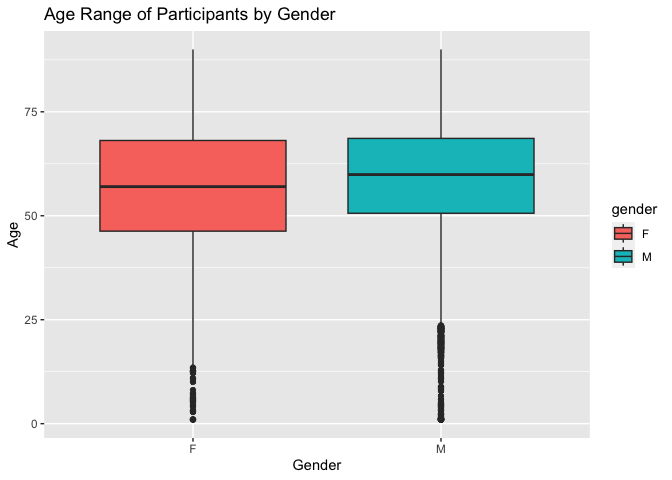 Age Range of Participants by Gender
75
50
25
0
Age
F
M
Gender
gender
F
M